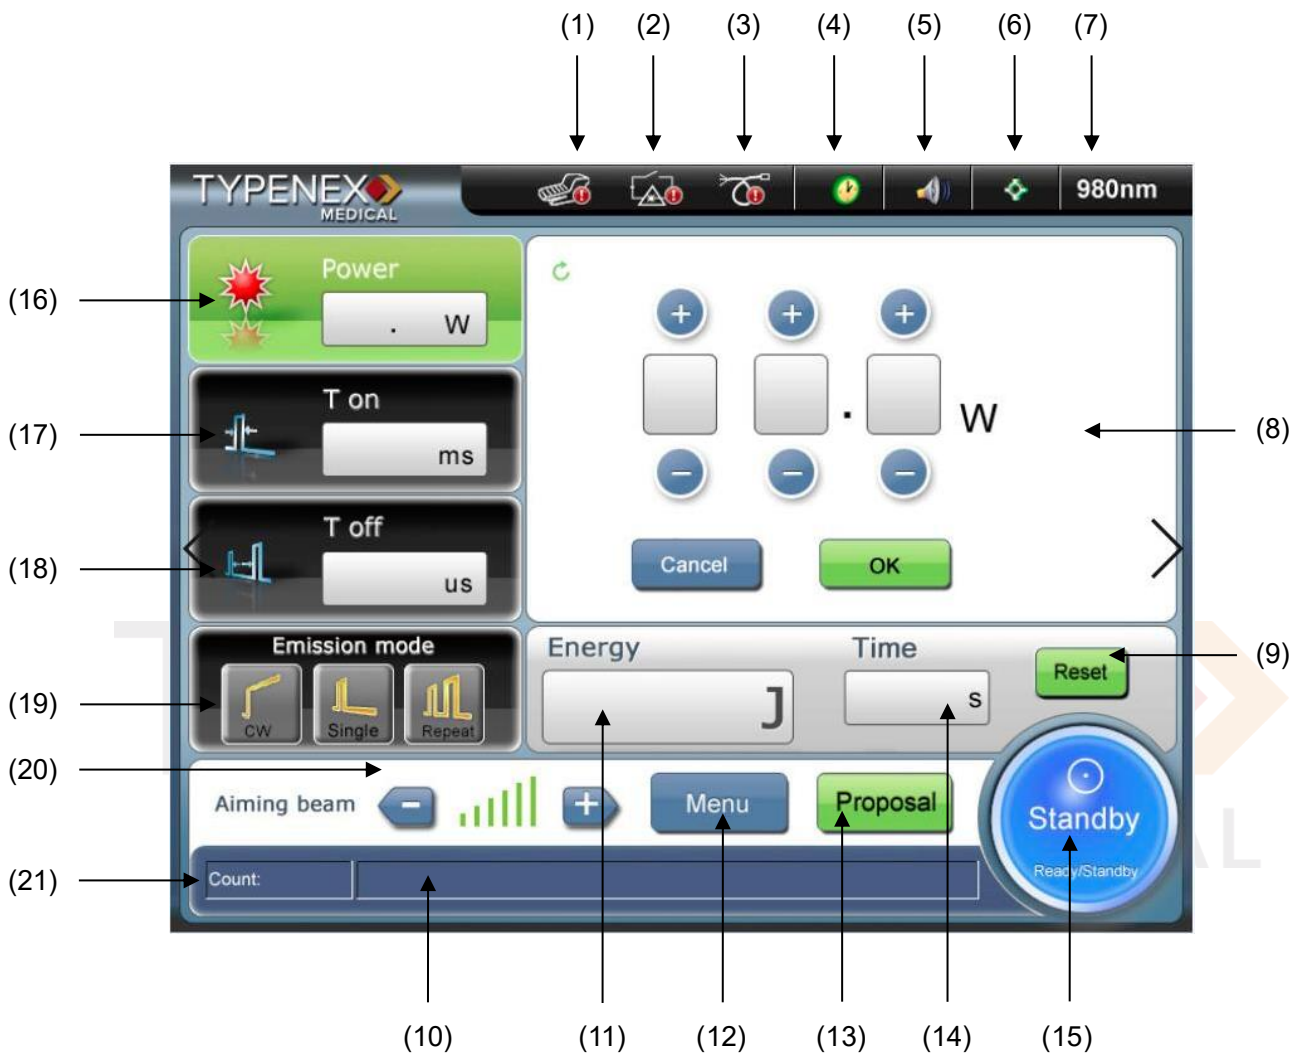 (1) (2) (3) (4) (5) (6) (7)
TYPENEX
MEDICAL
980nm
(16)
Power
. W
(17)
T on
ms
(18)
T off
us
+ + +
. W
- - -
(8)
Cancel OK
(19)
Emission mode
CW Single Repeat
Energy Time
J s
Reset
(9)
(20)
Aiming beam - +
Menu Proposal
Standby
Ready/Standby
(21)
Count:
(10) (11) (12) (13) (14) (15)